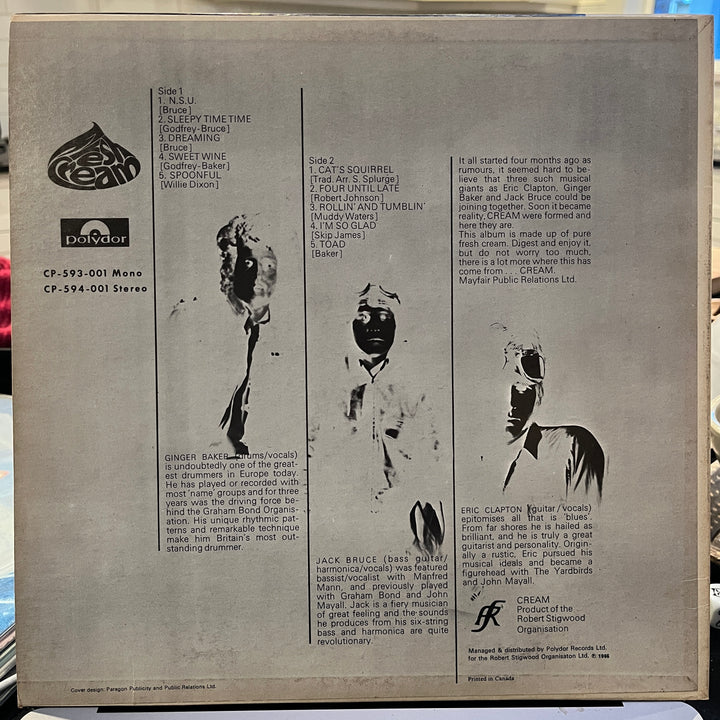 Fresh
Cream
polydor
CP-593-001 Mono
CP-594-001 Stereo
Side 1
1. N.S.U.
[Bruce]
2. SLEEPY TIME TIME
[Godfrey-Bruce]
3. DREAMING
[Bruce]
4. SWEET WINE
[Godfrey-Baker]
5. SPOONFUL
[Willie Dixon]
Side 2
1. CAT'S SQUIRREL
[Trad. Arr. S. Splurge]
2. FOUR UNTIL LATE
[Robert Johnson]
3. ROLLIN' AND TUMBLIN'
[Muddy Waters]
4. I'M SO GLAD
[Skip James]
5. TOAD
[Baker]
It all started four months ago as
rumours, it seemed hard to be-
lieve that three such musical
giants as Eric Clapton, Ginger
Baker and Jack Bruce could be
joining together. Soon it became
reality, CREAM were formed and
here they are.
This album is made up of pure
fresh cream. Digest and enjoy it,
but do not worry too much,
there is a lot more where this has
come from . . . CREAM.
Mayfair Public Relations Ltd.
GINGER BAKER (drums/vocals)
is undoubtedly one of the great-
est drummers in Europe today.
He has played or recorded with
most 'name' groups and for three
years was the driving force be-
hind the Graham Bond Organis-
ation. His unique rhythmic pat-
terns and remarkable technique
make him Britain's most out-
standing drummer.
JACK BRUCE (bass guitar/
harmonica/vocals) was featured
bassist/vocalist with Manfred
Mann, and previously played
with Graham Bond and John
Mayall. Jack is a fiery musician
of great feeling and the sounds
he produces from his six-string
bass and harmonica are quite
revolutionary.
ERIC CLAPTON (guitar/vocals)
epitomises all that is 'blues'.
From far shores he is hailed as
brilliant, and he is truly a great
guitarist and personality. Origin-
ally a rustic, Eric pursued his
musical ideals and became a
figurehead with The Yardbirds
and John Mayall.
CREAM
Product of the
Robert Stigwood
Organisation
Managed & distributed by Polydor Records Ltd.
for the Robert Stigwood Organisaton Ltd. ℗ 1966
Printed in Canada
Cover design: Paragon Publicity and Public Relations Ltd.